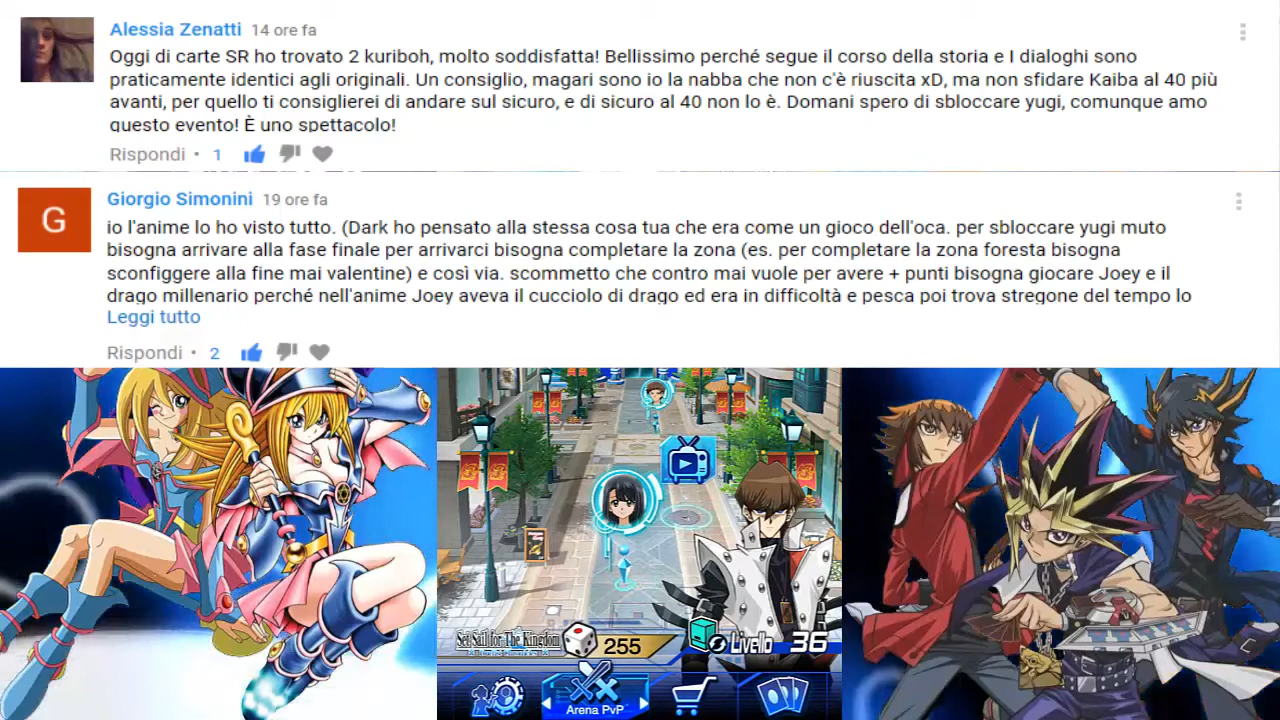 Alessia Zenatti 14 ore fa
Oggi di carte SR ho trovato 2 kuriboh, molto soddisfatta! Bellissimo perché segue il corso della storia e I dialoghi sono
praticamente identici agli originali. Un consiglio, magari sono io la nabba che non c'è riuscita xD, ma non sfidare Kaiba al 40 più
avanti, per quello ti consiglierei di andare sul sicuro, e di sicuro al 40 non lo è. Domani spero di sbloccare yugi, comunque amo
questo evento! È uno spettacolo!
Rispondi • 1
G
Giorgio Simonini 19 ore fa
io l'anime lo ho visto tutto. (Dark ho pensato alla stessa cosa tua che era come un gioco dell'oca. per sbloccare yugi muto
bisogna arrivare alla fase finale per arrivarci bisogna completare la zona (es. per completare la zona foresta bisogna
sconfiggere alla fine mai valentine) e così via. scommetto che contro mai vuole per avere + punti bisogna giocare Joey e il
drago millenario perché nell'anime Joey aveva il cucciolo di drago ed era in difficoltà e pesca poi trova stregone del tempo lo
Leggi tutto
Rispondi • 2
Set Sail for The Kingdom
255
Livello 36
Arena PvP